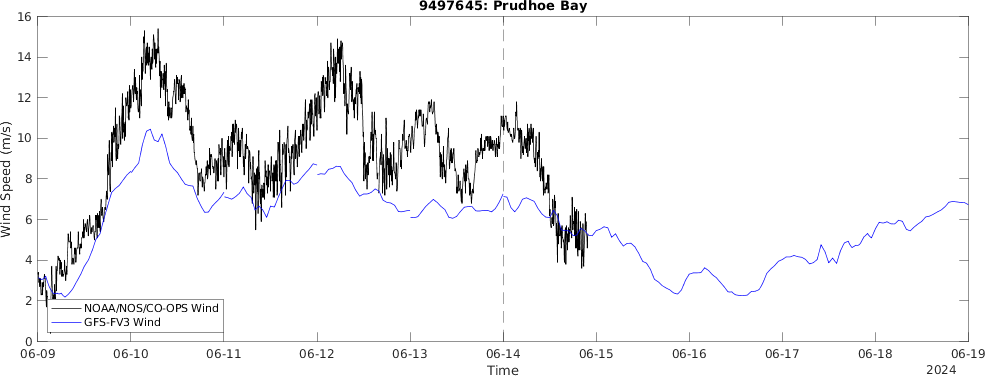 9497645: Prudhoe Bay
16
14
12
10
8
6
4
2
0
Wind Speed (m/s)
NOAA/NOS/CO-OPS Wind
GFS-FV3 Wind
06-09 06-10 06-11 06-12 06-13 06-14 06-15 06-16 06-17 06-18 06-19
Time
2024